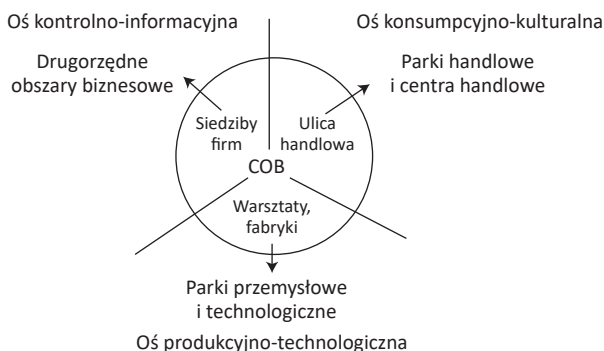 Oś kontrolno-informacyjna
Oś konsumpcyjno-kulturalna
Drugorzędne
obszary biznesowe
Parki handlowe
i centra handlowe
Siedziby
firm
Ulica
handlowa
COB
Warsztaty,
fabryki
Parki przemysłowe
i technologiczne
Oś produkcyjno-technologiczna